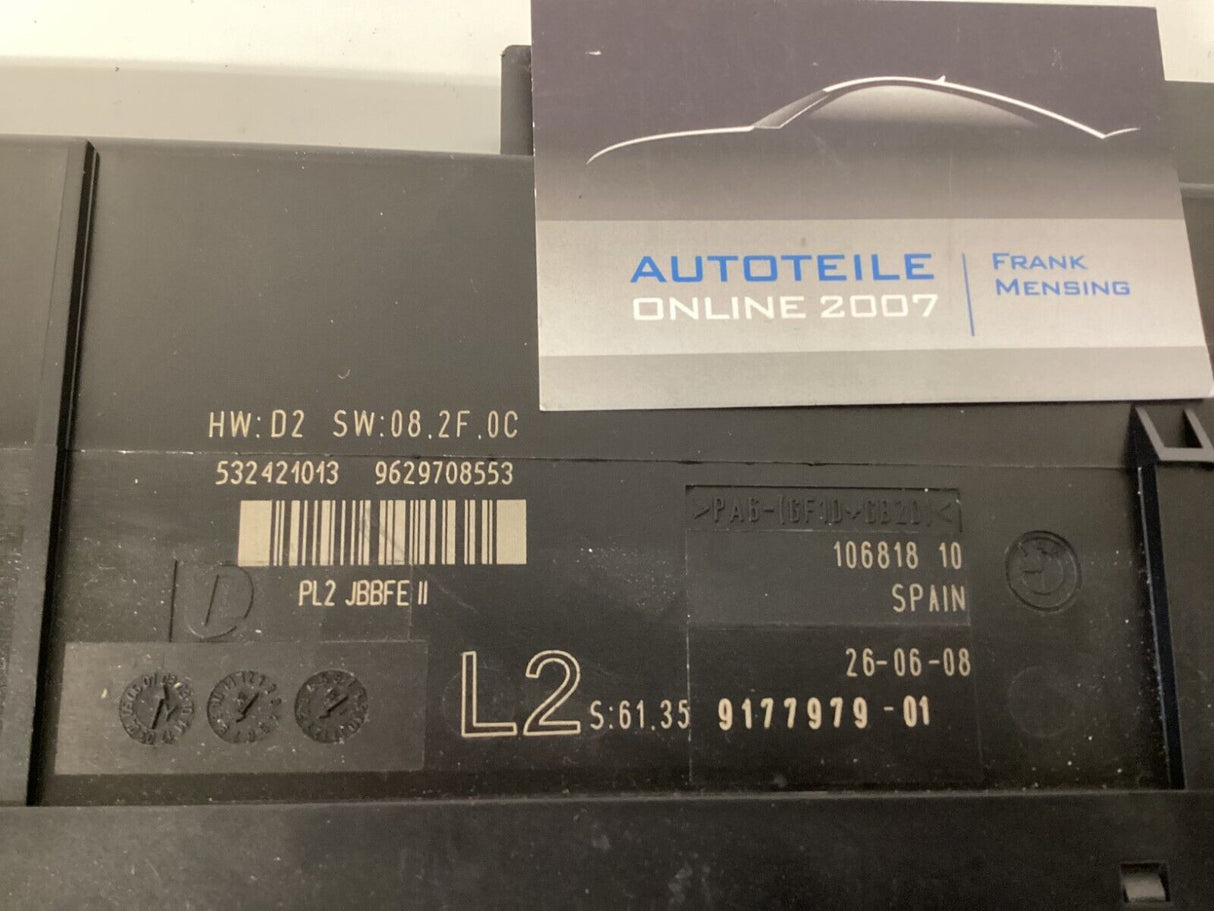 AUTOTEILE
ONLINE 2007
FRANK
MENSING
HW:D2 SW:08.2F.0C
532421013 9629708553
PL2 JBBFE II
D
L2 S:61.35 9177979-01
>PA6-(GF10+GB20)<
106818 10
SPAIN
26-06-08